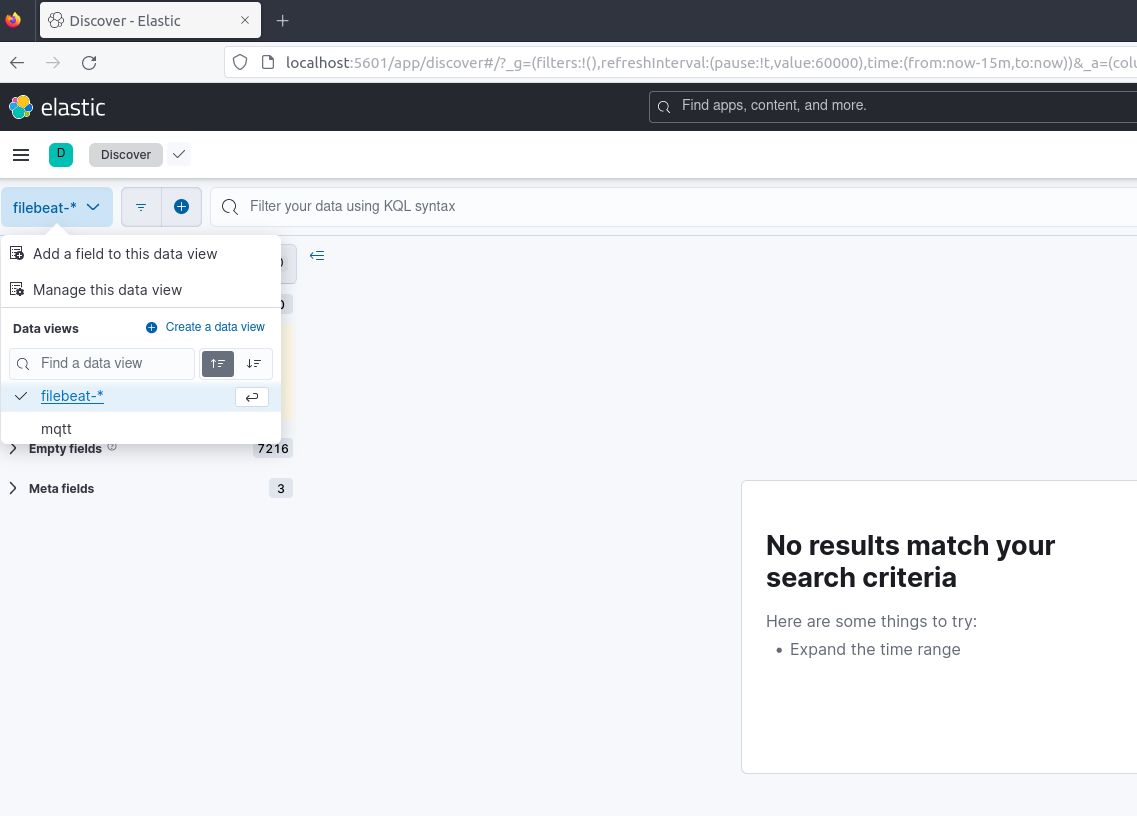 Discover - Elastic
localhost:5601/app/discover#/?_g=(filters:!(),refreshInterval:(pause:!t,value:60000),time:(from:now-15m,to:now))&_a=(colu
elastic
Find apps, content, and more.
D
Discover
filebeat-*
Filter your data using KQL syntax
Add a field to this data view
0
Manage this data view
0
Data views
Create a data view
Find a data view
filebeat-*
mqtt
Empty fields
7216
Meta fields
3
No results match your
search criteria
Here are some things to try:
• Expand the time range